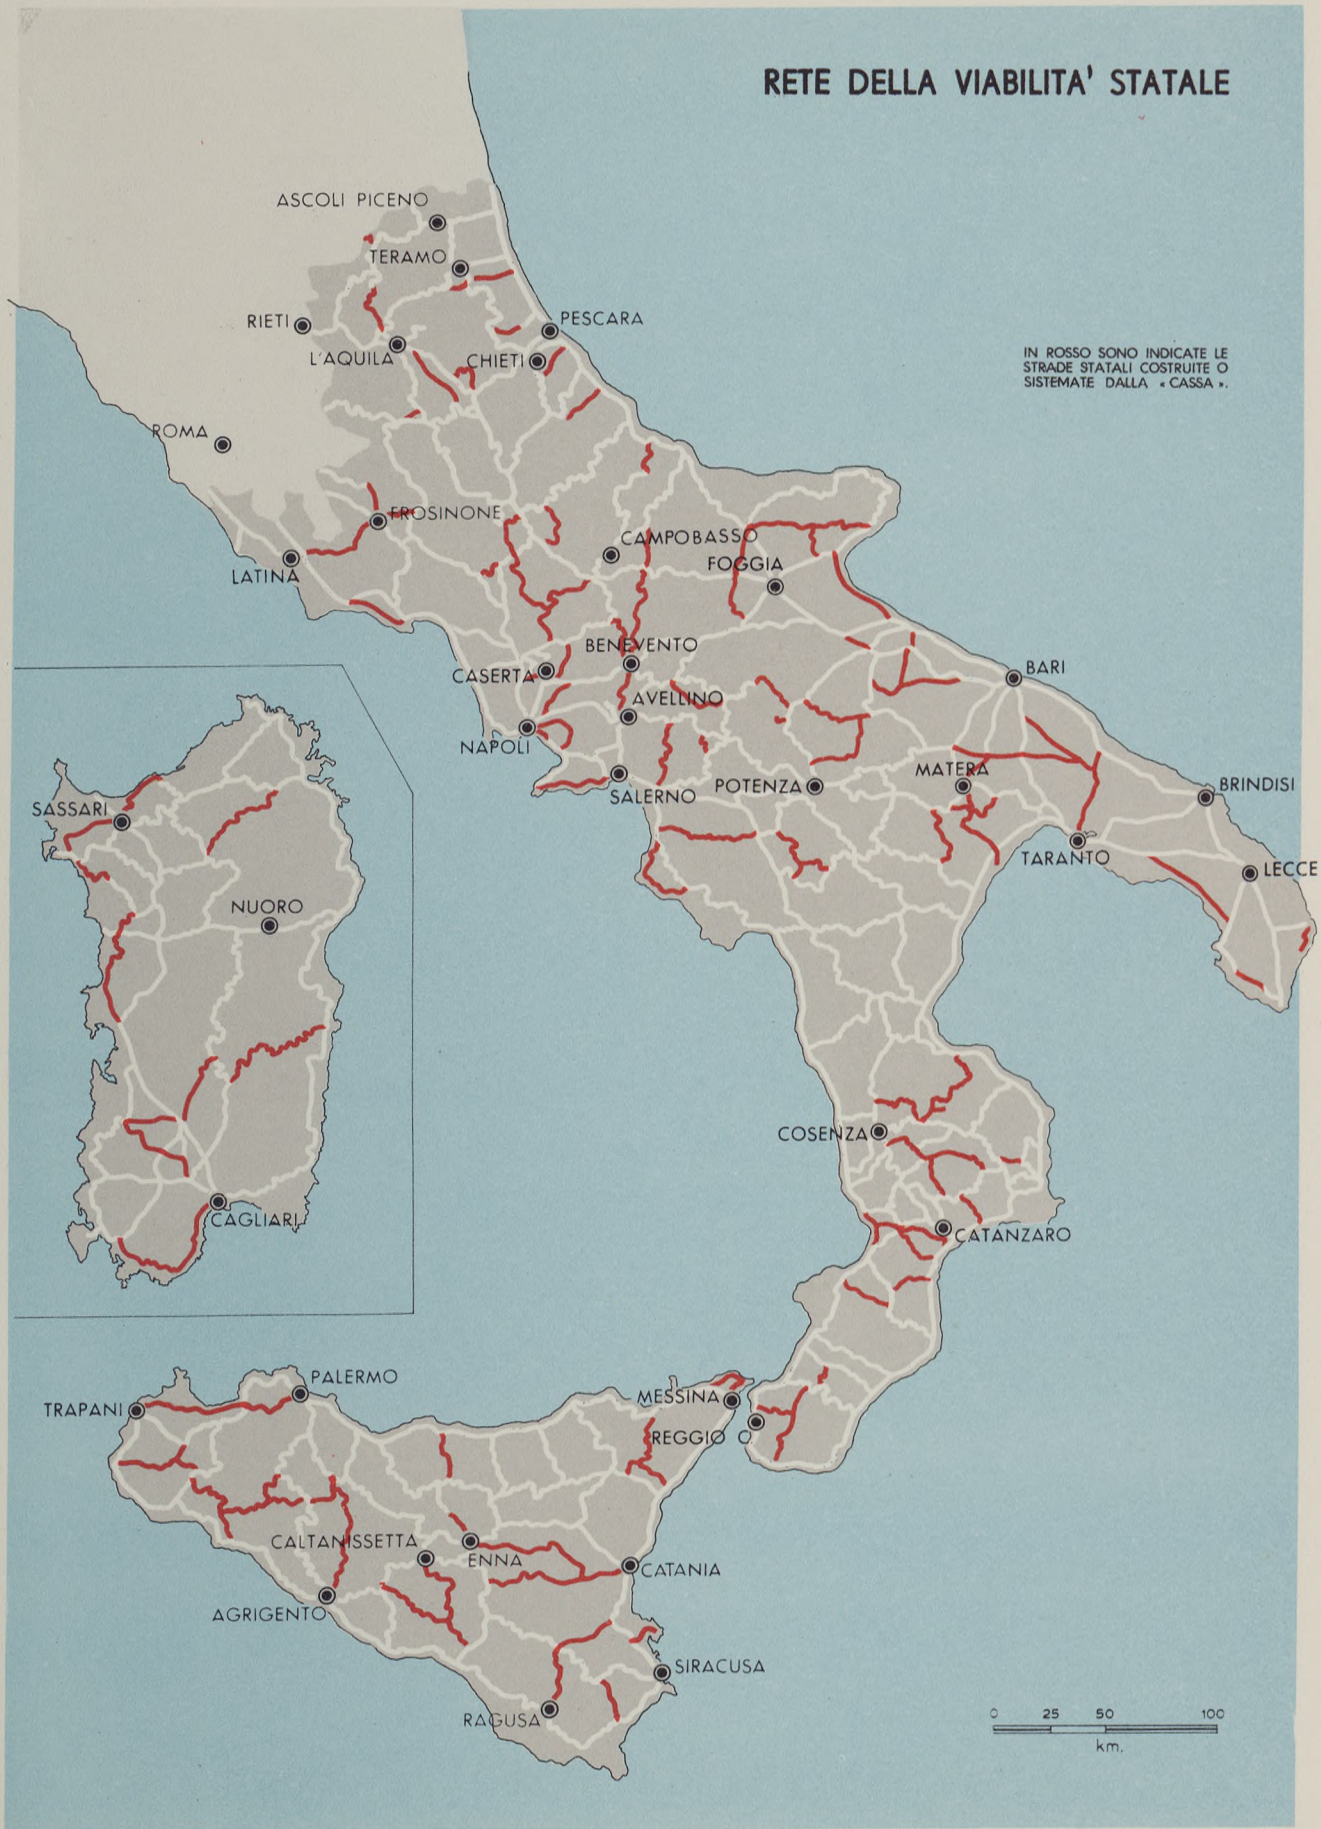 RETE DELLA VIABILITA' STATALE
ASCOLI PICENO
TERAMO
RIETI
PESCARA
L'AQUILA
CHIETI
IN ROSSO SONO INDICATE LE
STRADE STATALI COSTRUITE O
SISTEMATE DALLA « CASSA ».
ROMA
FROSINONE
CAMPOBASSO
FOGGIA
LATINA
BENEVENTO
BARI
CASERTA
AVELLINO
NAPOLI
MATERA
POTENZA
BRINDISI
SALERNO
SASSARI
TARANTO
LECCE
NUORO
COSENZA
CAGLIARI
CATANZARO
PALERMO
MESSINA
TRAPANI
REGGIO C
CALTANISSETTA
ENNA
CATANIA
AGRIGENTO
SIRACUSA
RAGUSA
0 25 50 100
km.